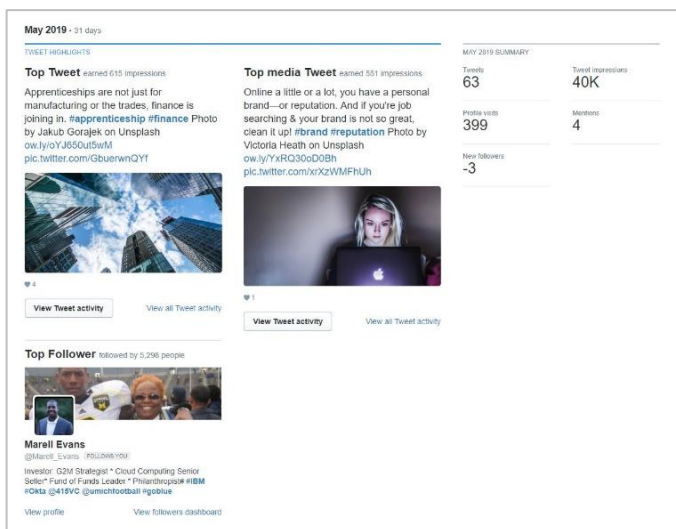 May 2019 • 31 days
TWEET HIGHLIGHTS
Top Tweet earned 615 impressions
Apprenticeships are not just for
manufacturing or the trades, finance is
joining in. #apprenticeship #finance Photo
by Jakub Gorajek on Unsplash
ow.ly/oYJ650ut5wM
pic.twitter.com/GbuerwnQYf
4
View Tweet activity
View all Tweet activity
Top media Tweet earned 551 impressions
Online a little or a lot, you have a personal
brand—or reputation. And if you're job
searching & your brand is not so great,
clean it up! #brand #reputation Photo by
Victoria Heath on Unsplash
ow.ly/YxRQ30oD0Bh
pic.twitter.com/xrXzWMFhUh
1
View Tweet activity
View all Tweet activity
Top Follower followed by 5,298 people
Marell Evans
@Marell_Evans FOLLOWS YOU
Investor: G2M Strategist * Cloud Computing Senior
Seller* Fund of Funds Leader * Philanthropist# #IBM
#Okta @415VC @umichfootball #goblue
View profile
View followers dashboard
MAY 2019 SUMMARY
Tweets
63
Tweet impressions
40K
Profile visits
399
Mentions
4
New followers
-3